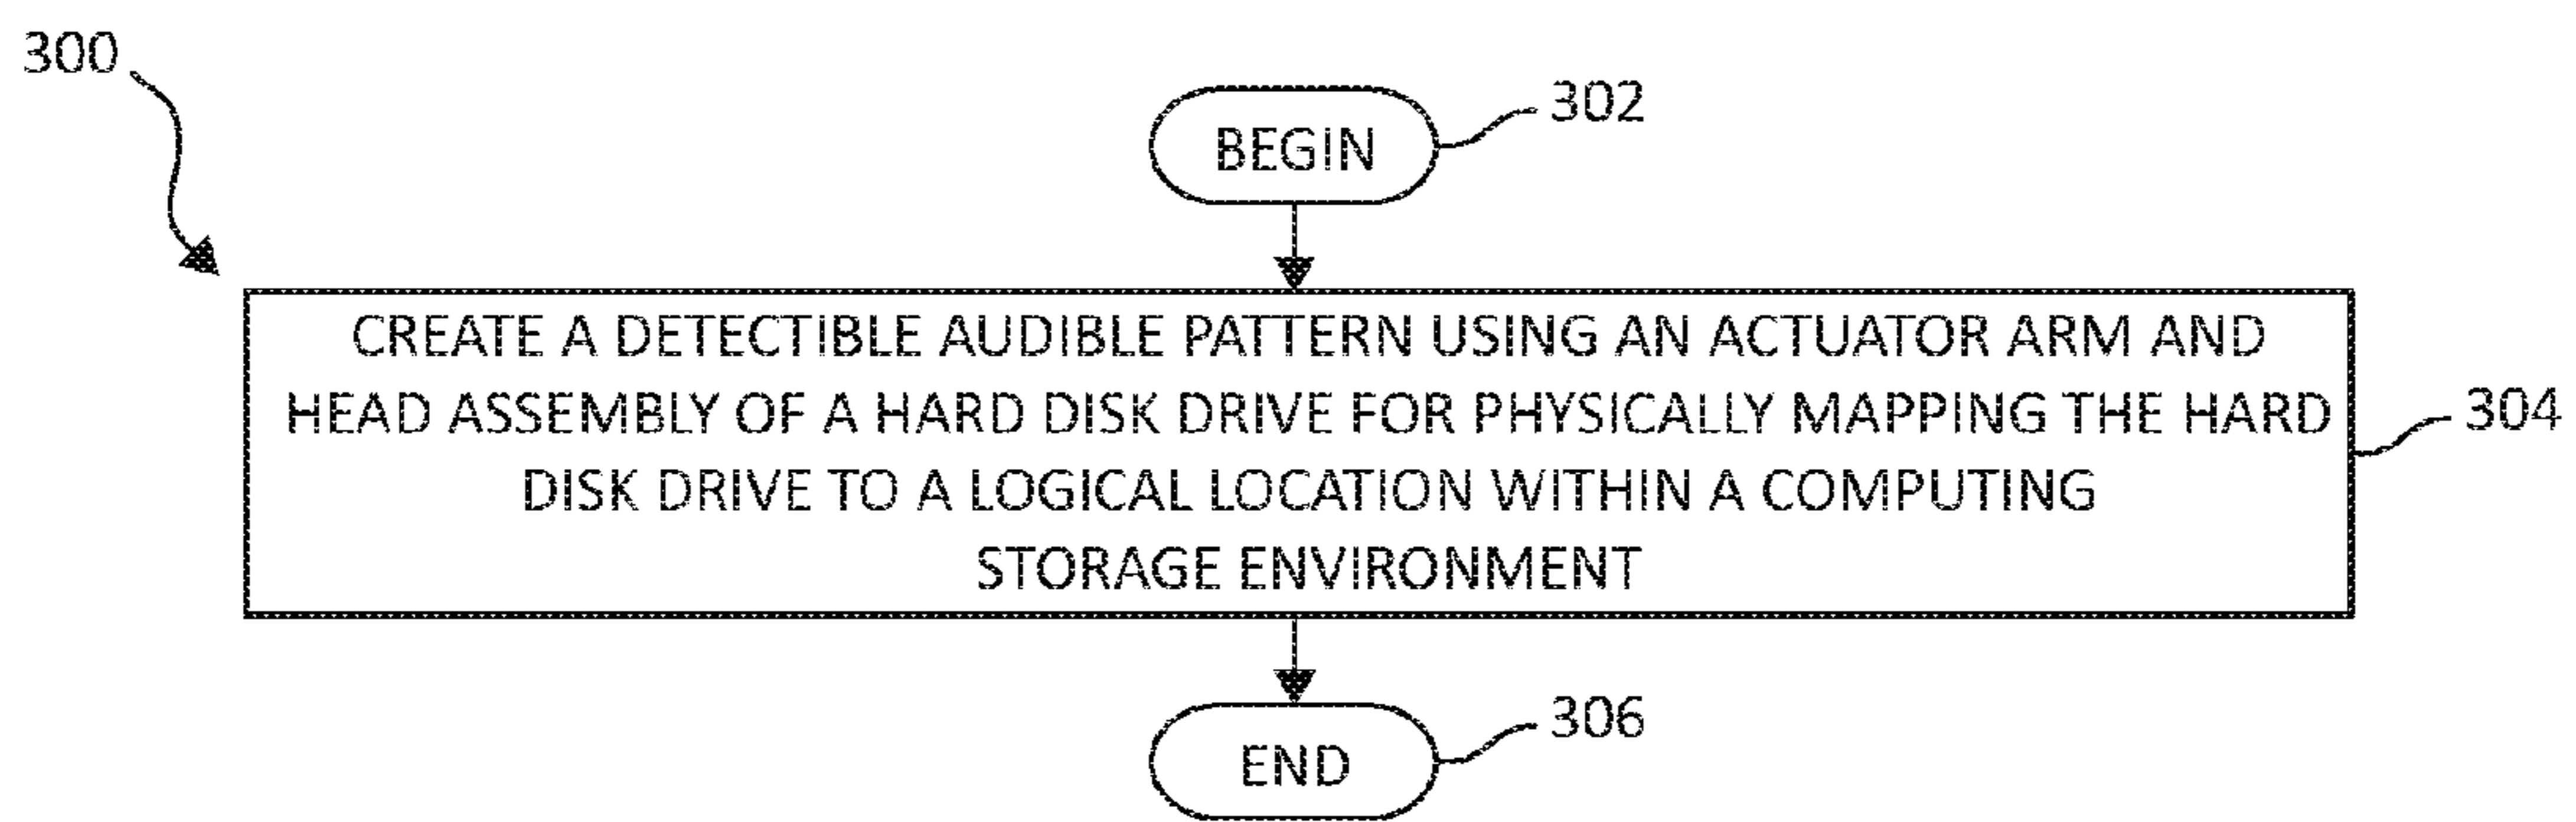 300
302
BEGIN
CREATE A DETECTIBLE AUDIBLE PATTERN USING AN ACTUATOR ARM AND
HEAD ASSEMBLY OF A HARD DISK DRIVE FOR PHYSICALLY MAPPING THE HARD
304
DISK DRIVE TO A LOGICAL LOCATION WITHIN A COMPUTING
STORAGE ENVIRONMENT
306
END